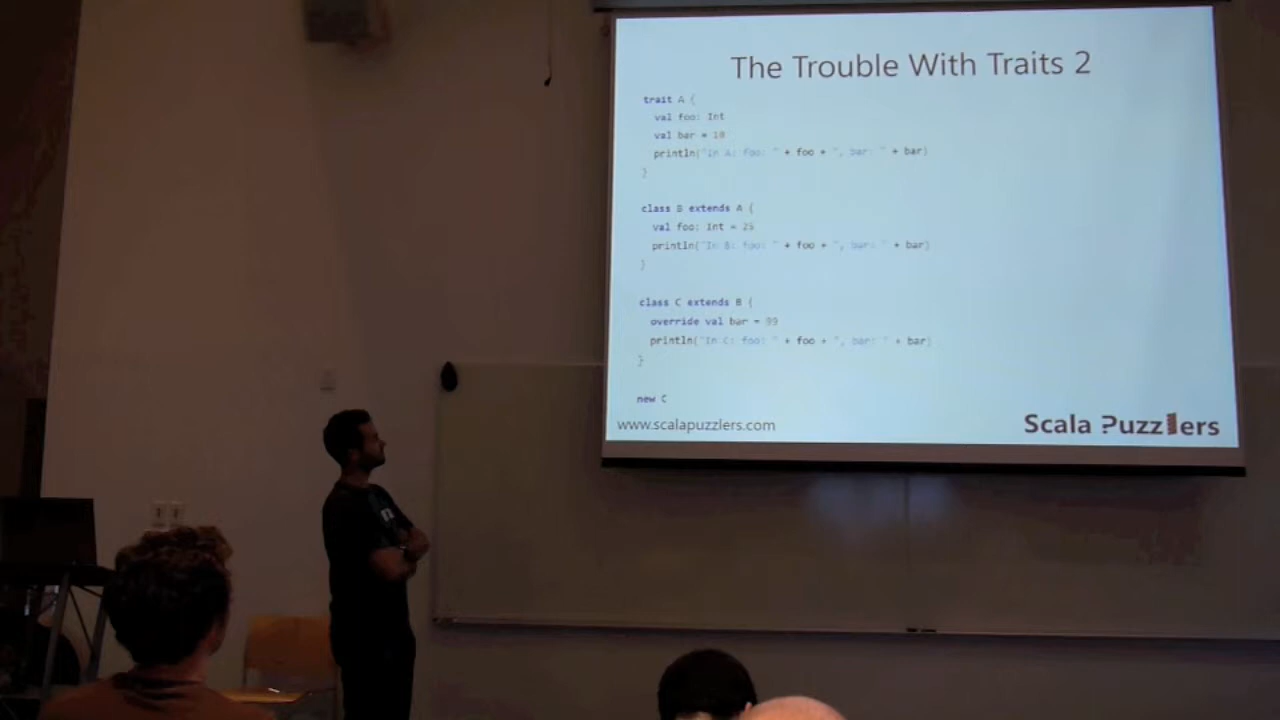 The Trouble With Traits 2
trait A {
val foo: Int
val bar = 10
println("In A: foo: " + foo + ", bar: " + bar)
}
class B extends A {
val foo: Int = 25
println("In B: foo: " + foo + ", bar: " + bar)
}
class C extends B {
override val bar = 99
println("In C: foo: " + foo + ", bar: " + bar)
}
new C
www.scalapuzzlers.com
Scala Puzzlers